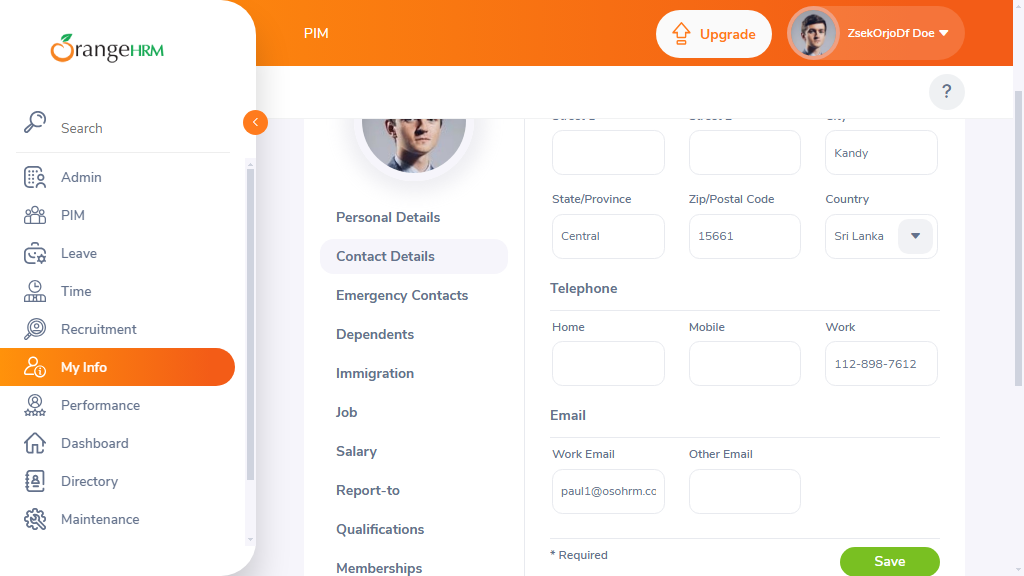 OrangeHRM
PIM
Upgrade
ZsekOrjoDf Doe
?
Search
Admin
PIM
Leave
Time
Recruitment
My Info
Performance
Dashboard
Directory
Maintenance
Personal Details
Contact Details
Emergency Contacts
Dependents
Immigration
Job
Salary
Report-to
Qualifications
Memberships
Kandy
State/Province Zip/Postal Code Country
Central 15661 Sri Lanka
Telephone
Home Mobile Work
112-898-7612
Email
Work Email Other Email
paul1@osohrm.cc
* Required
Save